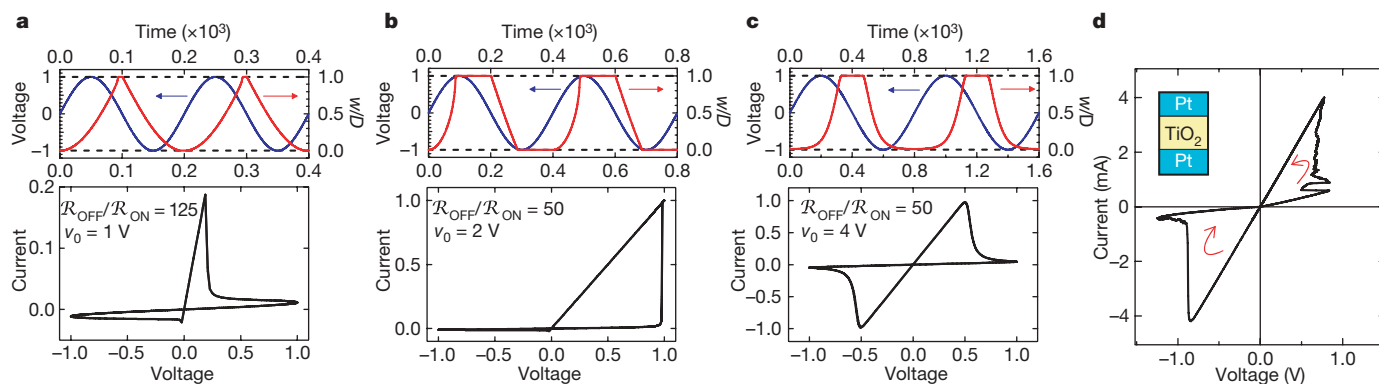 a
Time (×10³)
0.0 0.1 0.2 0.3 0.4
Voltage
1
0
−1
1.0
0.5
0.0
w/D
0.0 0.1 0.2 0.3 0.4
0.2
0.1
0.0
Current
ℛOFF/ℛON = 125
v₀ = 1 V
−1.0 −0.5 0.0 0.5 1.0
Voltage
b
Time (×10³)
0.0 0.2 0.4 0.6 0.8
Voltage
1
0
−1
1.0
0.5
0.0
w/D
0.0 0.2 0.4 0.6 0.8
1.0
0.5
0.0
Current
ℛOFF/ℛON = 50
v₀ = 2 V
−1.0 −0.5 0.0 0.5 1.0
Voltage
c
Time (×10³)
0.0 0.4 0.8 1.2 1.6
Voltage
1
0
−1
1.0
0.5
0.0
w/D
0.0 0.4 0.8 1.2 1.6
1.0
0.5
0.0
−0.5
−1.0
Current
ℛOFF/ℛON = 50
v₀ = 4 V
−1.0 −0.5 0.0 0.5 1.0
Voltage
d
Pt
TiO₂
Pt
4
2
0
−2
−4
Current (mA)
−1.0 0.0 1.0
Voltage (V)